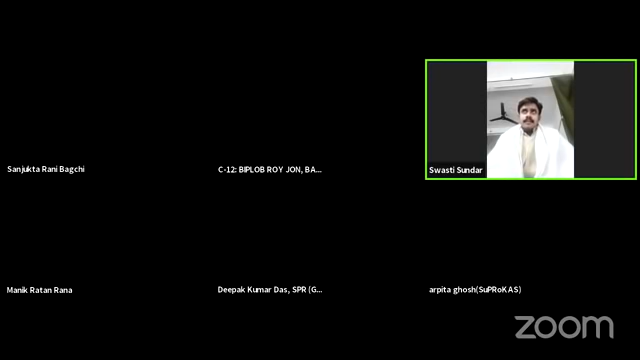 Sanjukta Rani Bagchi
C-12: BIPLOB ROY JON, BA...
Swasti Sundar
Manik Ratan Rana
Deepak Kumar Das, SPR (G...
arpita ghosh(SuPRoKAS)
zoom